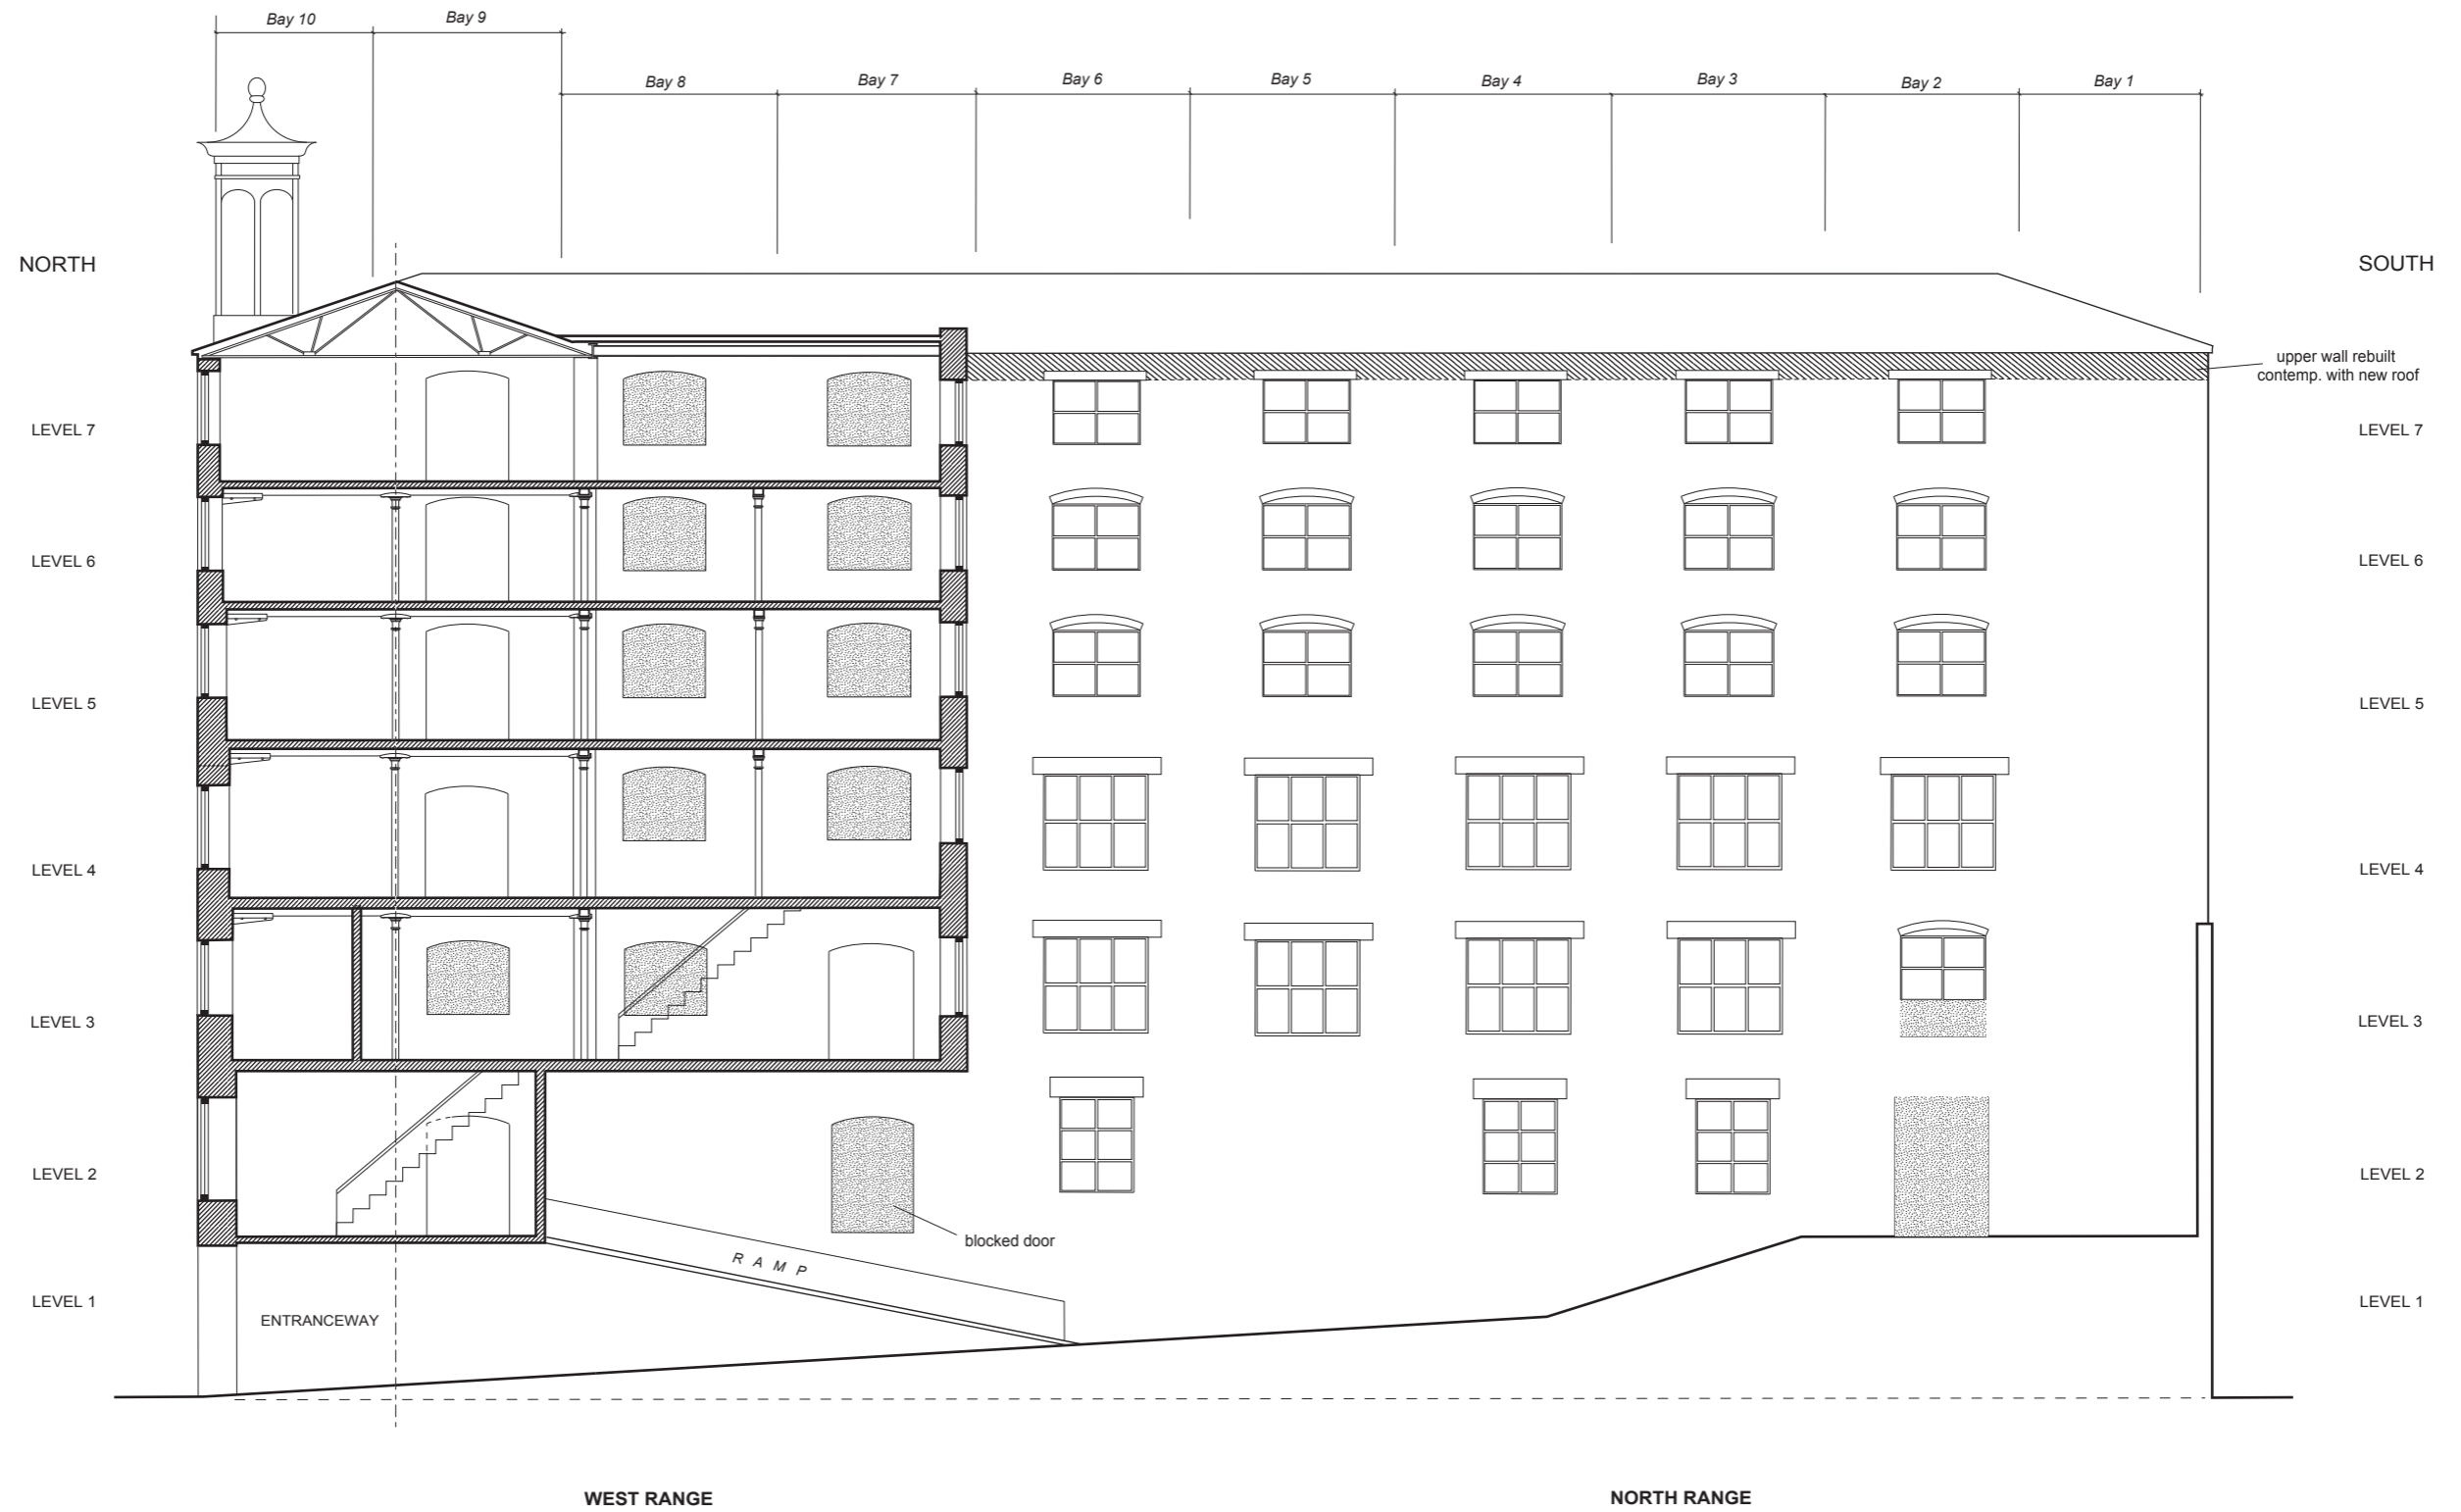 Bay 10
Bay 9
Bay 8
Bay 7
Bay 6
Bay 5
Bay 4
Bay 3
Bay 2
Bay 1
NORTH
SOUTH
upper wall rebuilt
contemp. with new roof
LEVEL 7
LEVEL 7
LEVEL 6
LEVEL 6
LEVEL 5
LEVEL 5
LEVEL 4
LEVEL 4
LEVEL 3
LEVEL 3
LEVEL 2
LEVEL 2
blocked door
RAMP
LEVEL 1
LEVEL 1
ENTRANCEWAY
WEST RANGE
NORTH RANGE